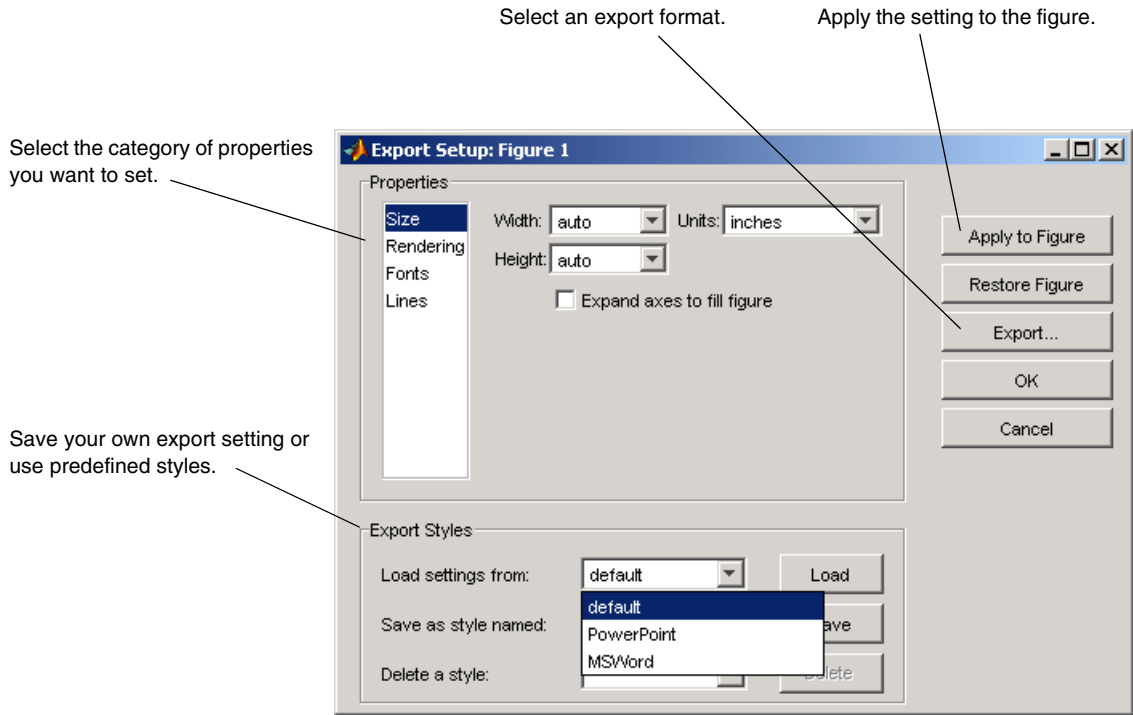 Select an export format.
Apply the setting to the figure.
Select the category of properties
you want to set.
Export Setup: Figure 1
Properties
Size
Rendering
Fonts
Lines
Width: auto
Units: inches
Height: auto
Expand axes to fill figure
Apply to Figure
Restore Figure
Export...
OK
Cancel
Save your own export setting or
use predefined styles.
Export Styles
Load settings from: default
Load
default
PowerPoint
MSWord
Save as style named:
ave
Delete a style:
Delete